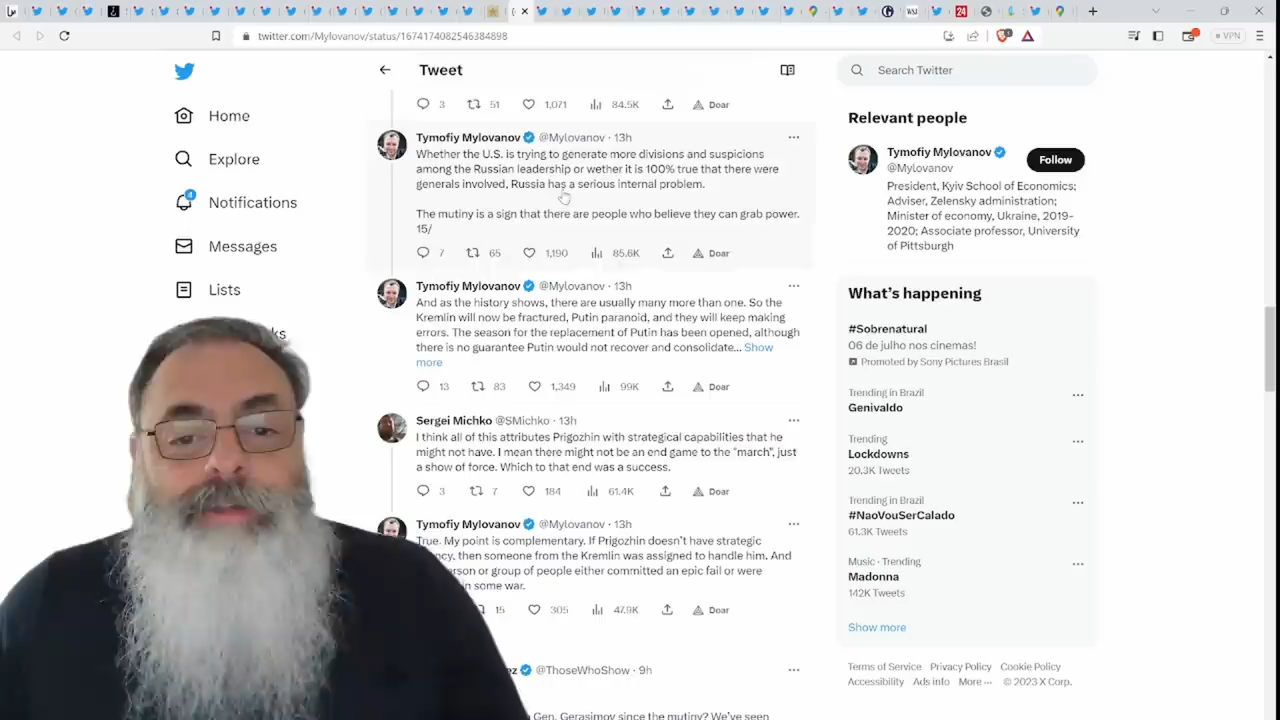 twitter.com/Mylovanov/status/1674174082546384898
VPN
Tweet
Search Twitter
Home
Explore
4
Notifications
Messages
Lists
ks
3 51 1,071 84.5K Doar
Tymofiy Mylovanov @Mylovanov · 13h
Whether the U.S. is trying to generate more divisions and suspicions
among the Russian leadership or wether it is 100% true that there were
generals involved, Russia has a serious internal problem.
The mutiny is a sign that there are people who believe they can grab power.
15/
7 65 1,190 85.6K Doar
Tymofiy Mylovanov @Mylovanov · 13h
And as the history shows, there are usually many more than one. So the
Kremlin will now be fractured, Putin paranoid, and they will keep making
errors. The season for the replacement of Putin has been opened, although
there is no guarantee Putin would not recover and consolidate... Show
more
13 83 1,349 99K Doar
Sergei Michko @SMichko · 13h
I think all of this attributes Prigozhin with strategical capabilities that he
might not have. I mean there might not be an end game to the "march", just
a show of force. Which to that end was a success.
3 7 184 61.4K Doar
Tymofiy Mylovanov @Mylovanov · 13h
True. My point is complementary. If Prigozhin doesn't have strategic
ncy, then someone from the Kremlin was assigned to handle him. And
erson or group of people either committed an epic fail or were
in some war.
15 305 47.9K Doar
ez @ThoseWhoShow · 9h
Gen. Gerasimov since the mutiny? We've seen
Relevant people
Tymofiy Mylovanov
@Mylovanov
Follow
President, Kyiv School of Economics;
Adviser, Zelensky administration;
Minister of economy, Ukraine, 2019-
2020; Associate professor, University
of Pittsburgh
What's happening
#Sobrenatural
06 de julho nos cinemas!
Promoted by Sony Pictures Brasil
Trending in Brazil
Genivaldo
Trending
Lockdowns
20.3K Tweets
Trending in Brazil
#NaoVouSerCalado
61.3K Tweets
Music · Trending
Madonna
142K Tweets
Show more
Terms of Service Privacy Policy Cookie Policy
Accessibility Ads info More ··· © 2023 X Corp.